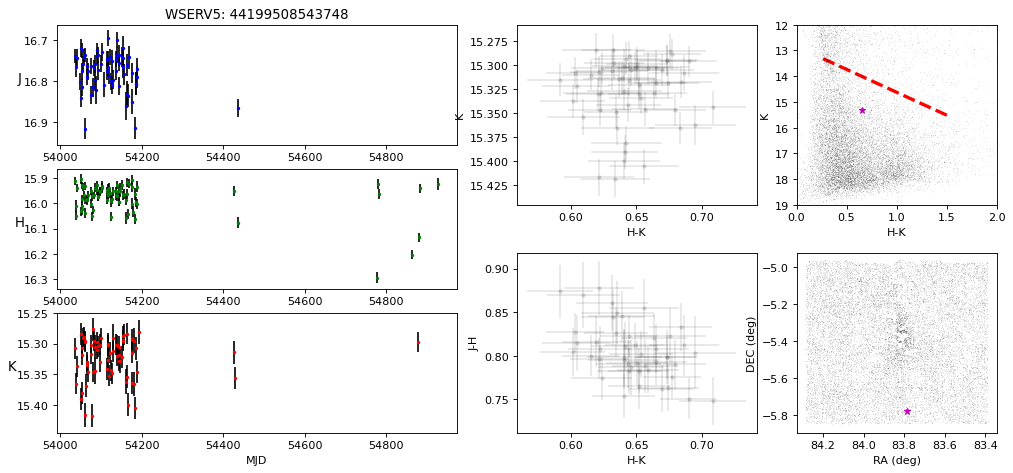 WSERV5: 44199508543748
J
16.7
16.8
16.9
54000 54200 54400 54600 54800
H
15.9
16.0
16.1
16.2
16.3
54000 54200 54400 54600 54800
K
15.25
15.30
15.35
15.40
54000 54200 54400 54600 54800
MJD
K
15.275
15.300
15.325
15.350
15.375
15.400
15.425
0.60 0.65 0.70
H-K
K
12
13
14
15
16
17
18
19
0.0 0.5 1.0 1.5 2.0
H-K
J-H
0.90
0.85
0.80
0.75
0.60 0.65 0.70
H-K
DEC (deg)
−5.0
−5.2
−5.4
−5.6
−5.8
84.2 84.0 83.8 83.6 83.4
RA (deg)